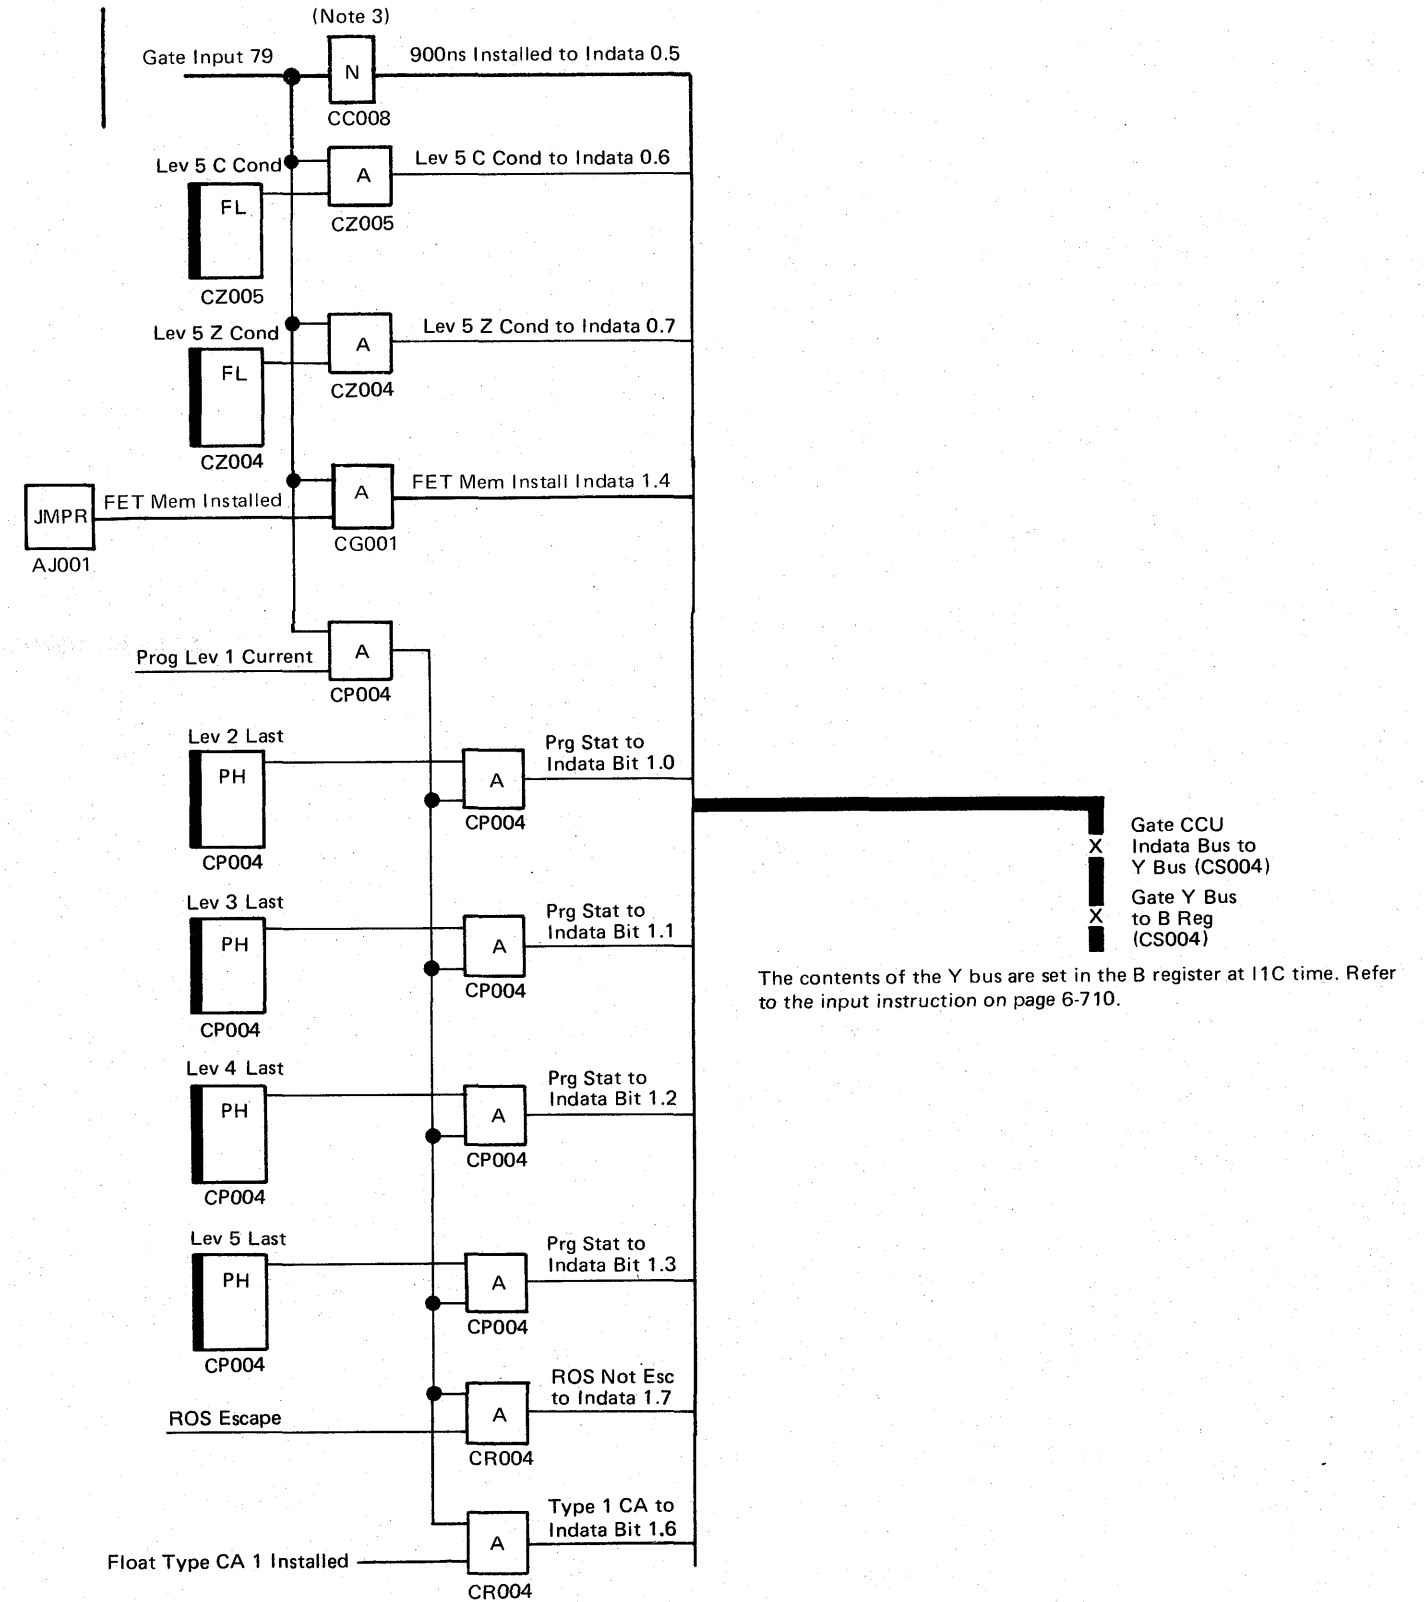 (Note 3)
Gate Input 79
N
900ns Installed to Indata 0.5
CC008
Lev 5 C Cond
A
Lev 5 C Cond to Indata 0.6
FL
CZ005
CZ005
Lev 5 Z Cond
A
Lev 5 Z Cond to Indata 0.7
FL
CZ004
CZ004
JMPR
FET Mem Installed
A
FET Mem Install Indata 1.4
AJ001
CG001
Prog Lev 1 Current
A
CP004
Lev 2 Last
PH
A
Prg Stat to
Indata Bit 1.0
CP004
CP004
Gate CCU
X Indata Bus to
Y Bus (CS004)
Gate Y Bus
X to B Reg
(CS004)
Lev 3 Last
PH
A
Prg Stat to
Indata Bit 1.1
CP004
CP004
The contents of the Y bus are set in the B register at I1C time. Refer
to the input instruction on page 6-710.
Lev 4 Last
PH
A
Prg Stat to
Indata Bit 1.2
CP004
CP004
Lev 5 Last
PH
A
Prg Stat to
Indata Bit 1.3
CP004
CP004
ROS Escape
A
ROS Not Esc
to Indata 1.7
CR004
Float Type CA 1 Installed
A
Type 1 CA to
Indata Bit 1.6
CR004